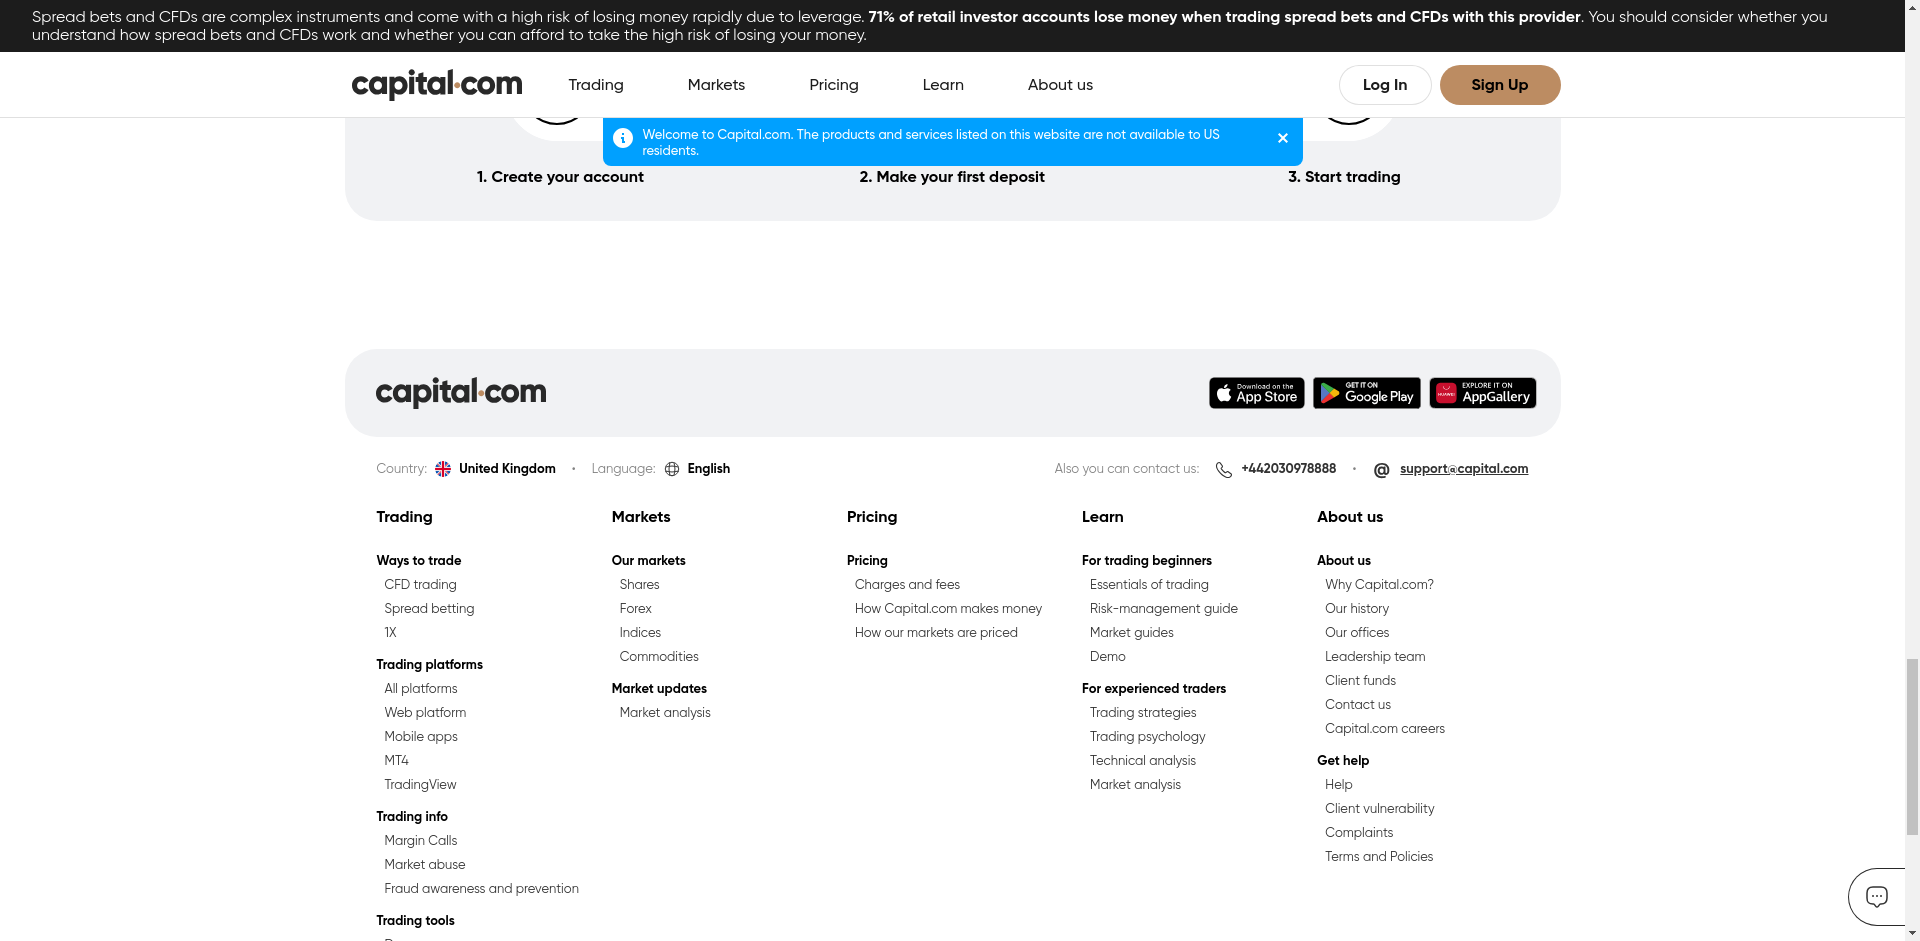 Spread bets and CFDs are complex instruments and come with a high risk of losing money rapidly due to leverage. 71% of retail investor accounts lose money when trading spread bets and CFDs with this provider. You should consider whether you
understand how spread bets and CFDs work and whether you can afford to take the high risk of losing your money.
capital.com Trading Markets Pricing Learn About us Log In Sign Up
Welcome to Capital.com. The products and services listed on this website are not available to US
residents.
1. Create your account 2. Make your first deposit 3. Start trading
capital.com
Download on the
App Store
GET IT ON
Google Play
HUAWEI
EXPLORE IT ON
AppGallery
Country: United Kingdom • Language: English
Also you can contact us: +442030978888 • @ support@capital.com
Trading
Ways to trade
CFD trading
Spread betting
1X
Trading platforms
All platforms
Web platform
Mobile apps
MT4
TradingView
Trading info
Margin Calls
Market abuse
Fraud awareness and prevention
Trading tools
Markets
Our markets
Shares
Forex
Indices
Commodities
Market updates
Market analysis
Pricing
Pricing
Charges and fees
How Capital.com makes money
How our markets are priced
Learn
For trading beginners
Essentials of trading
Risk-management guide
Market guides
Demo
For experienced traders
Trading strategies
Trading psychology
Technical analysis
Market analysis
About us
About us
Why Capital.com?
Our history
Our offices
Leadership team
Client funds
Contact us
Capital.com careers
Get help
Help
Client vulnerability
Complaints
Terms and Policies